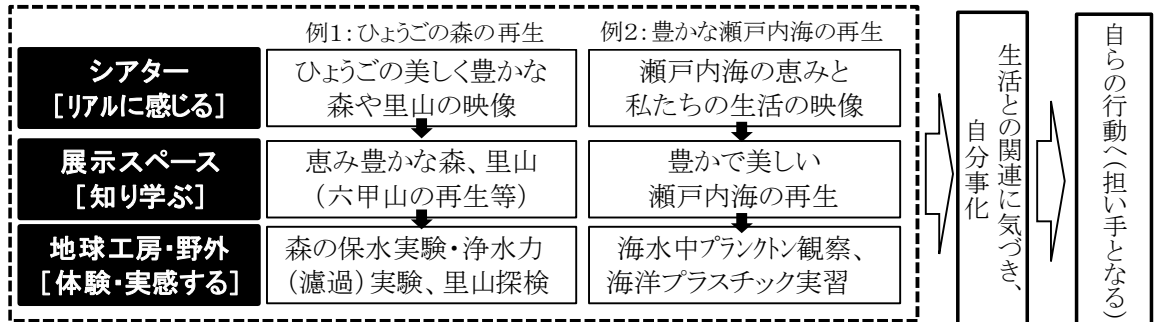 例1：ひょうごの森の再生
例2：豊かな瀬戸内海の再生
シアター
[リアルに感じる]
ひょうごの美しく豊かな
森や里山の映像
瀬戸内海の恵みと
私たちの生活の映像
展示スペース
[知り学ぶ]
恵み豊かな森、里山
（六甲山の再生等）
豊かで美しい
瀬戸内海の再生
地球工房・野外
[体験・実感する]
森の保水実験・浄水力
（濾過）実験、里山探検
海水中プランクトン観察、
海洋プラスチック実習
生活との関連に気づき、
自分事化
自らの行動へ（担い手となる）